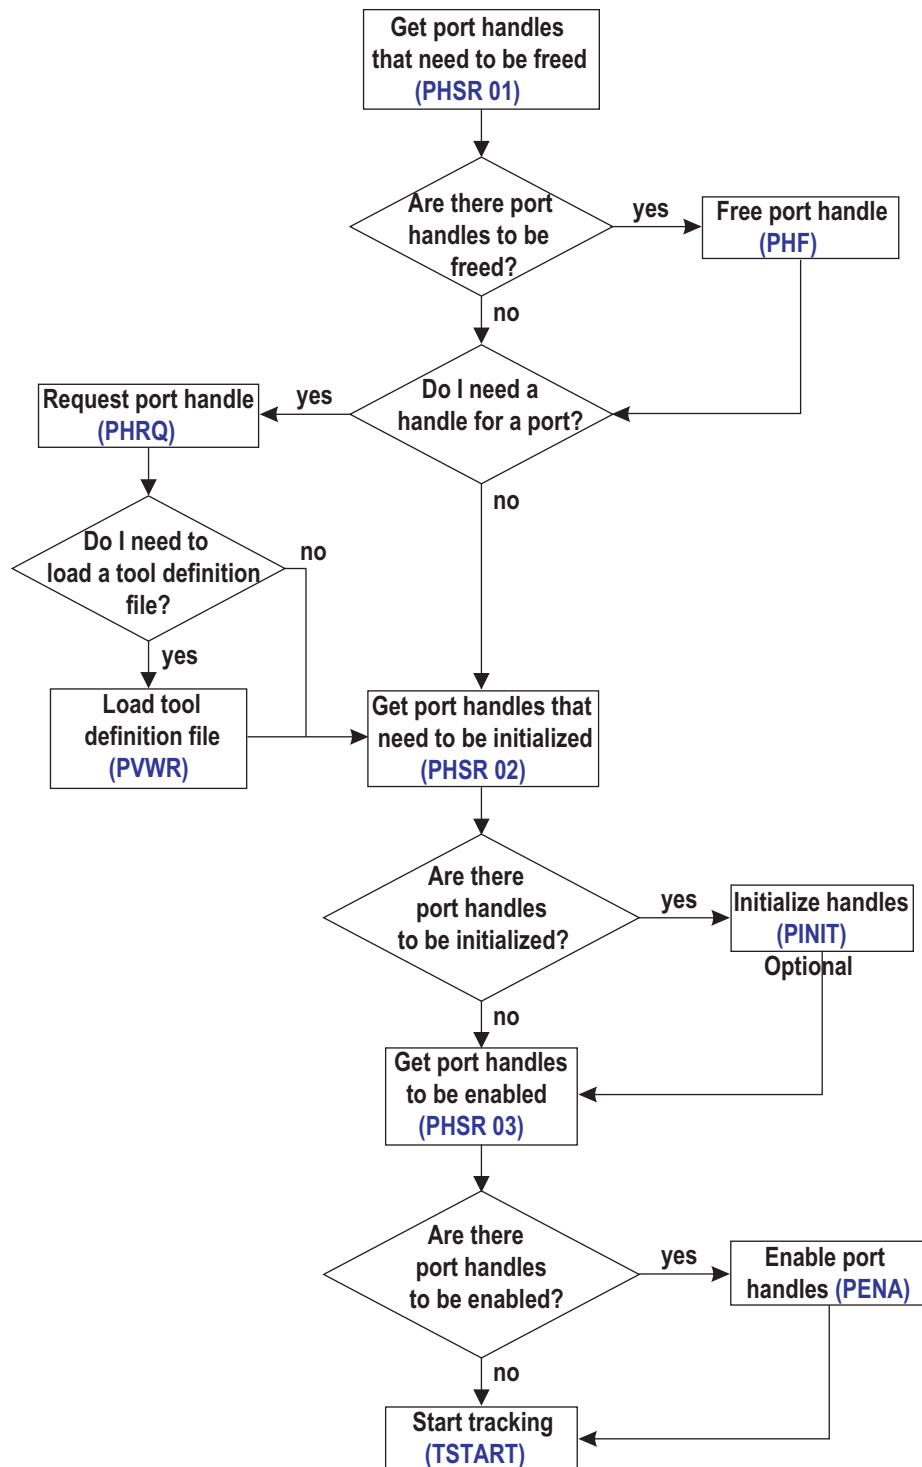 Get port handles
that need to be freed
(PHSR 01)
Are there port
handles to be
freed?
yes
Free port handle
(PHF)
no
Do I need a
handle for a port?
yes
Request port handle
(PHRQ)
no
Do I need to
load a tool definition
file?
no
yes
Load tool
definition file
(PVWR)
Get port handles that
need to be initialized
(PHSR 02)
Are there
port handles
to be initialized?
yes
Initialize handles
(PINIT)
Optional
no
Get port handles
to be enabled
(PHSR 03)
Are there
port handles
to be enabled?
yes
Enable port
handles (PENA)
no
Start tracking
(TSTART)